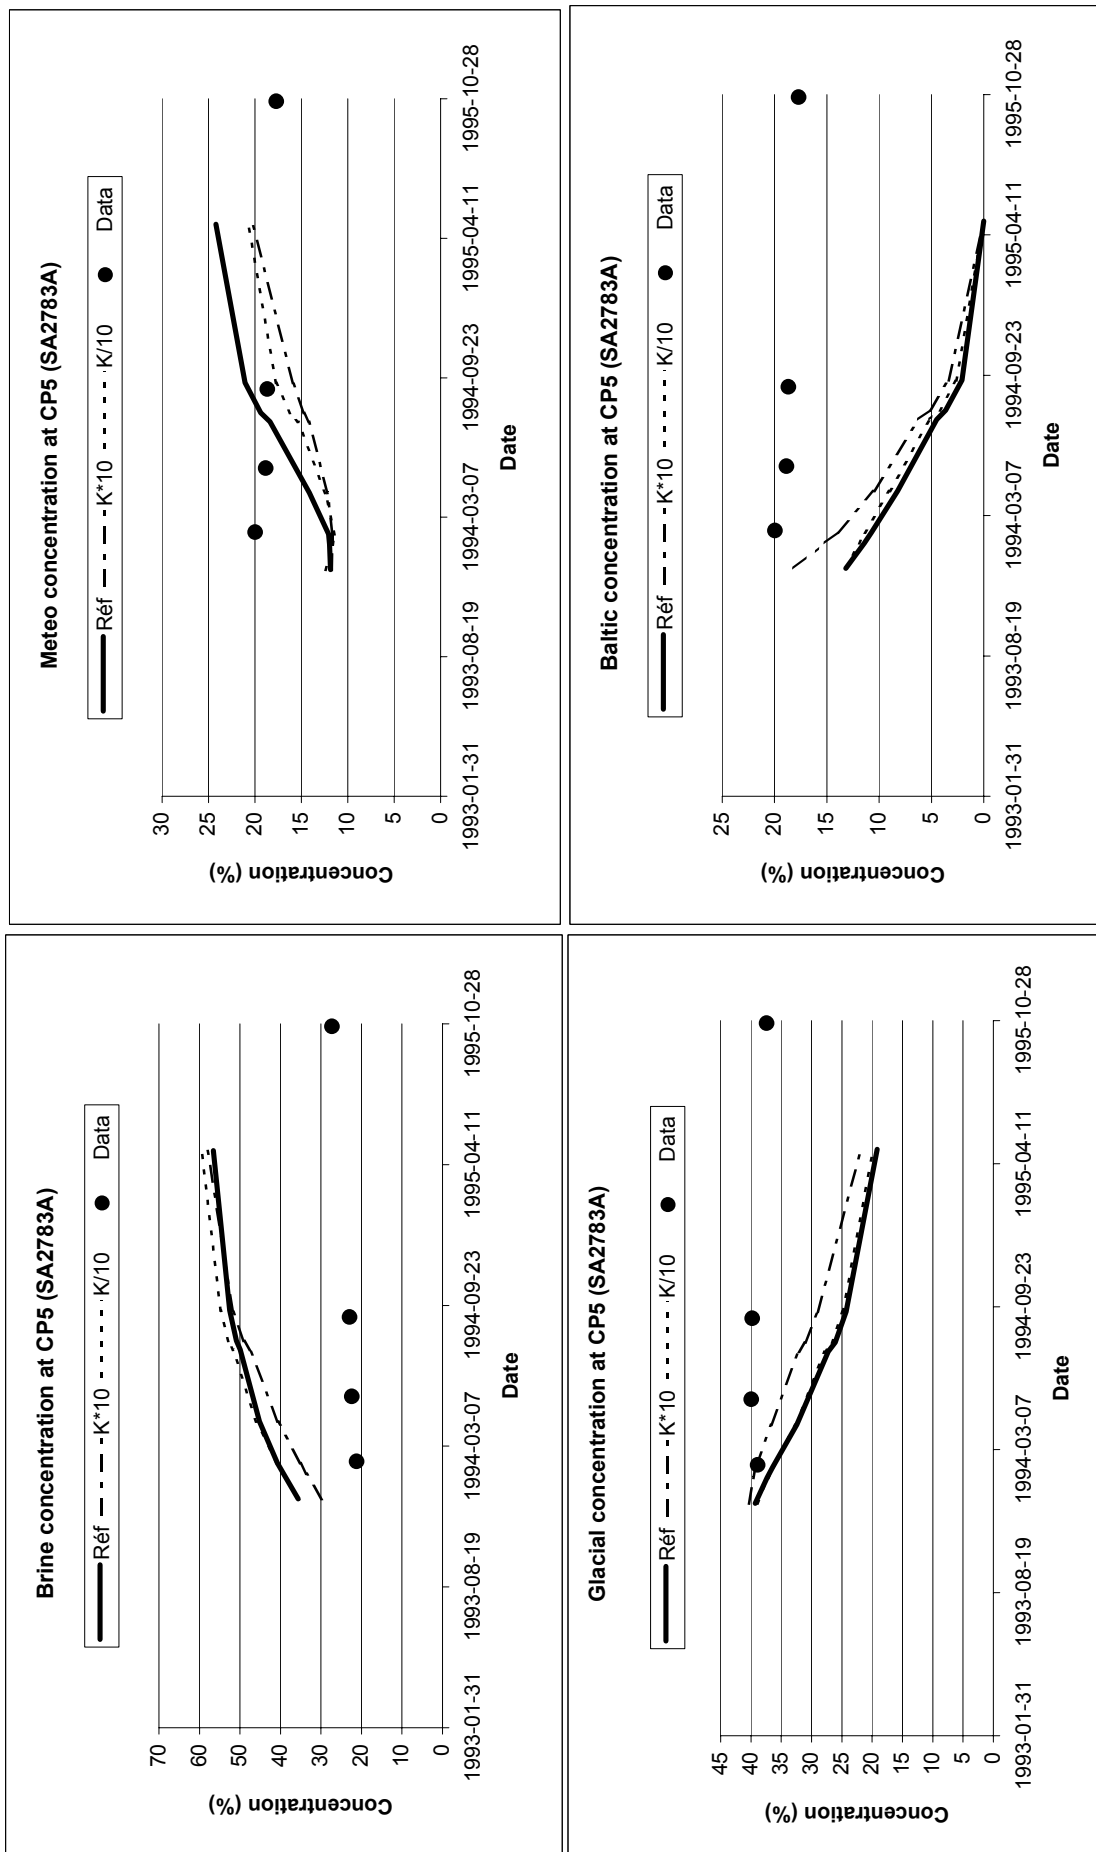 Brine concentration at CP5 (SA2783A)
Réf K*10 K/10 Data
70
60
50
40
30
20
10
0
Concentration (%)
1993-01-31 1993-08-19 1994-03-07 1994-09-23 1995-04-11 1995-10-28
Date
Meteo concentration at CP5 (SA2783A)
Réf K*10 K/10 Data
30
25
20
15
10
5
0
Concentration (%)
1993-01-31 1993-08-19 1994-03-07 1994-09-23 1995-04-11 1995-10-28
Date
Glacial concentration at CP5 (SA2783A)
Réf K*10 K/10 Data
45
40
35
30
25
20
15
10
5
0
Concentration (%)
1993-01-31 1993-08-19 1994-03-07 1994-09-23 1995-04-11 1995-10-28
Date
Baltic concentration at CP5 (SA2783A)
Réf K*10 K/10 Data
25
20
15
10
5
0
Concentration (%)
1993-01-31 1993-08-19 1994-03-07 1994-09-23 1995-04-11 1995-10-28
Date